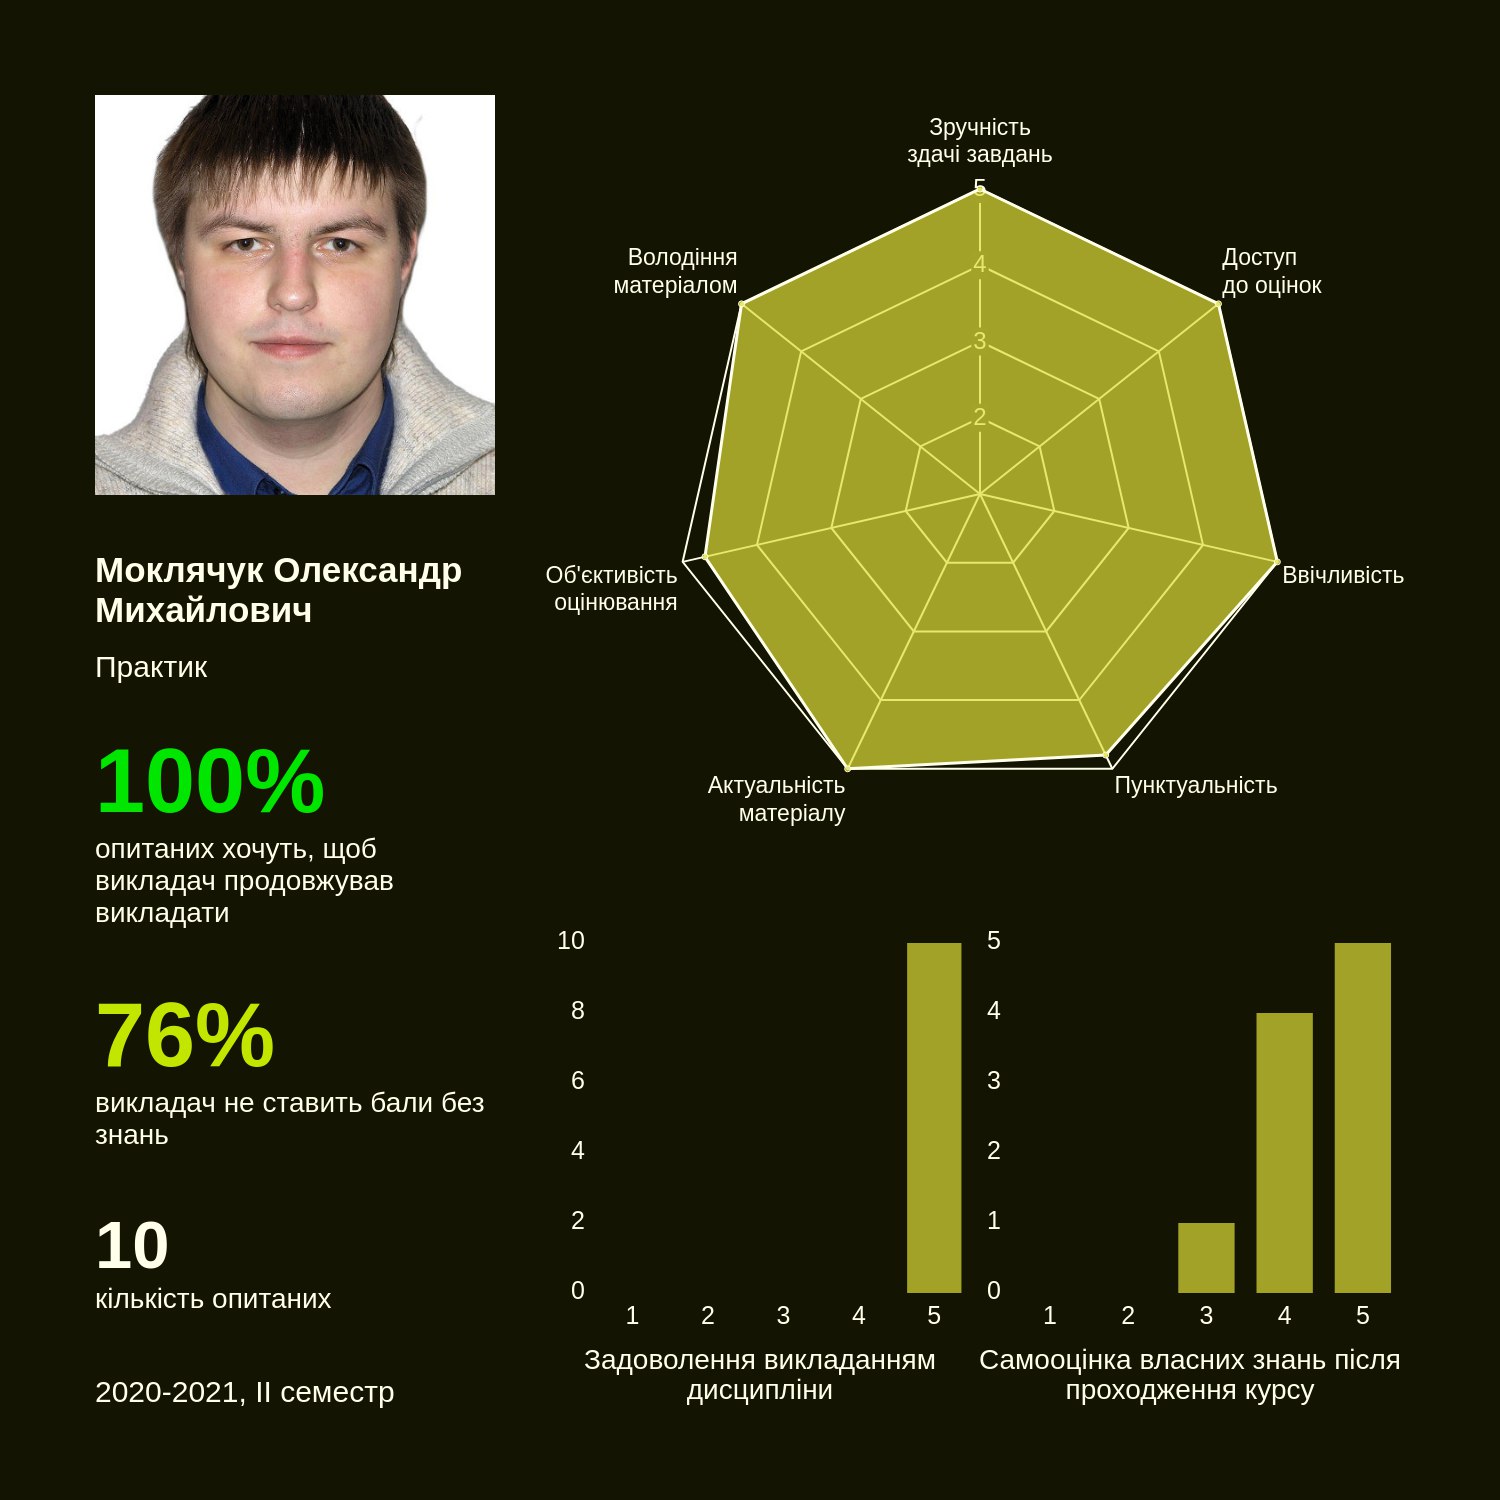 Моклячук Олександр
Михайлович
Практик
100%
опитаних хочуть, щоб
викладач продовжував
викладати
76%
викладач не ставить бали без
знань
10
кількість опитаних
2020-2021, II семестр
Зручність
здачі завдань
Доступ
до оцінок
Ввічливість
Пунктуальність
Актуальність
матеріалу
Об'єктивість
оцінювання
Володіння
матеріалом
5
4
3
2
10
8
6
4
2
0
1 2 3 4 5
Задоволення викладанням
дисципліни
5
4
3
2
1
0
1 2 3 4 5
Самооцінка власних знань після
проходження курсу